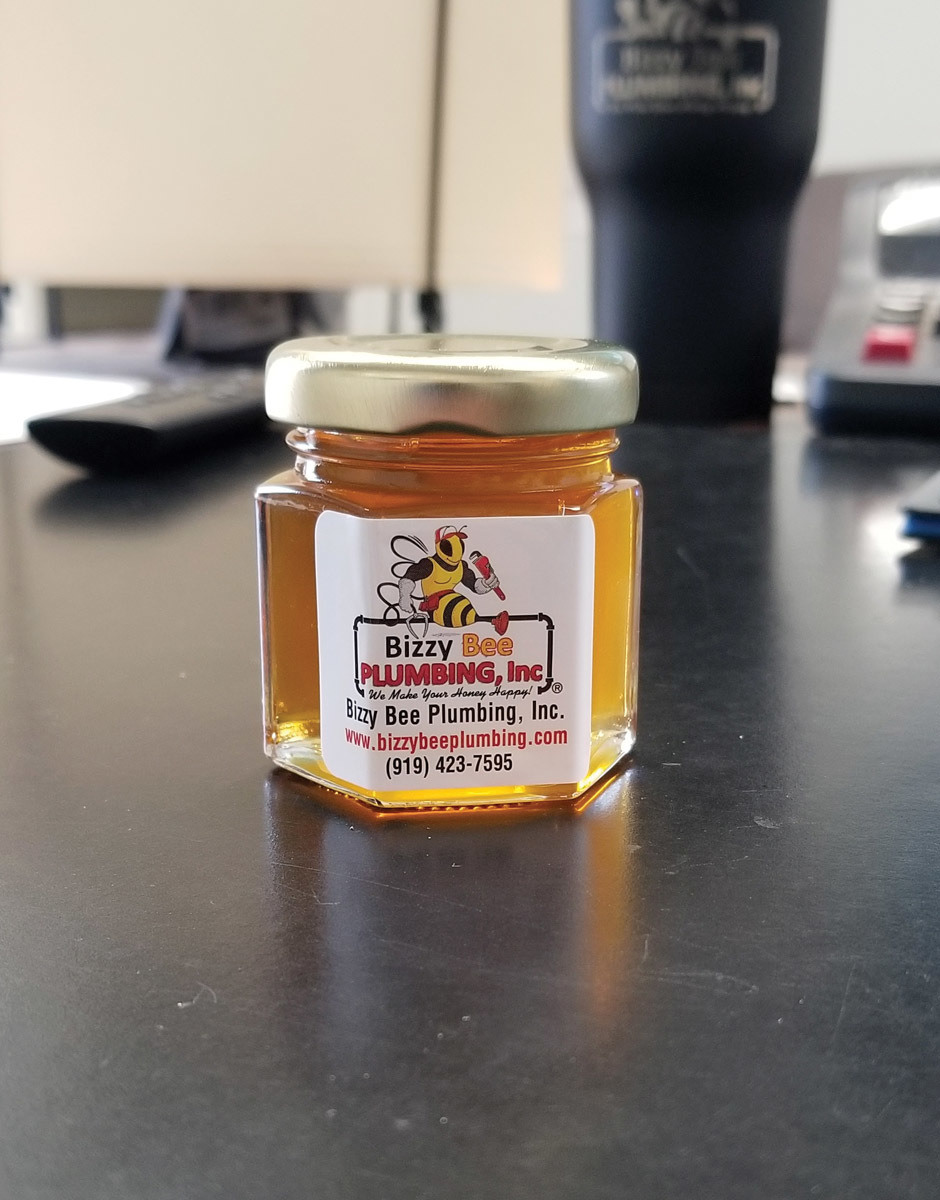 Bizzy Bee
PLUMBING, Inc
We Make Your Honey Happy!®
Bizzy Bee Plumbing, Inc.
www.bizzybeeplumbing.com
(919) 423-7595